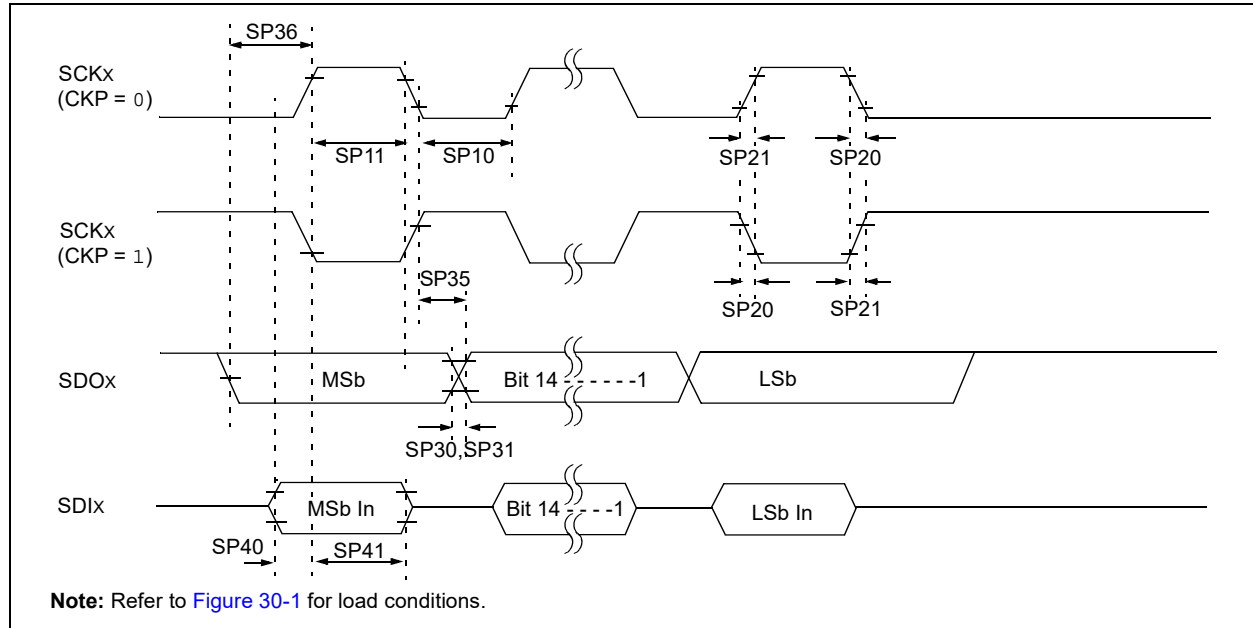 SP36
SCKx
(CKP = 0)
SP11
SP10
SP21
SP20
SCKx
(CKP = 1)
SP35
SP20
SP21
SDOx
MSb
Bit 14 - - - - - -1
LSb
SP30,SP31
SDIx
MSb In
Bit 14 - - - -1
LSb In
SP40
SP41
Note: Refer to Figure 30-1 for load conditions.